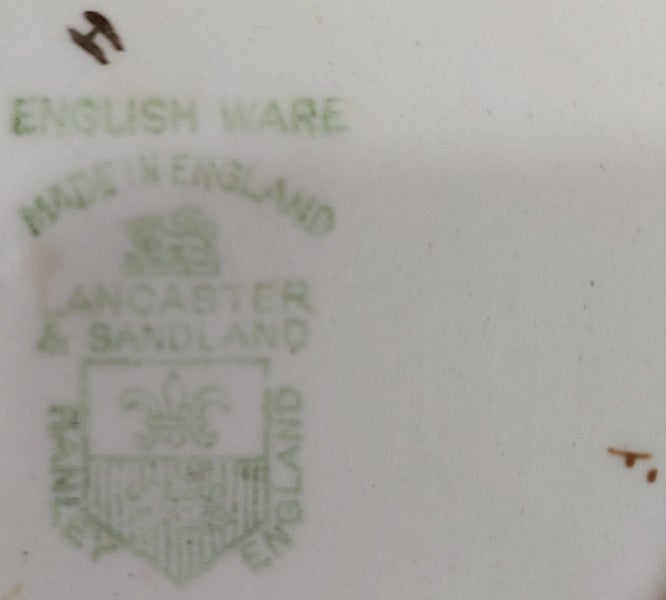 H
ENGLISH WARE
MADE IN ENGLAND
LANCASTER
& SANDLAND
HANLEY
ENGLAND